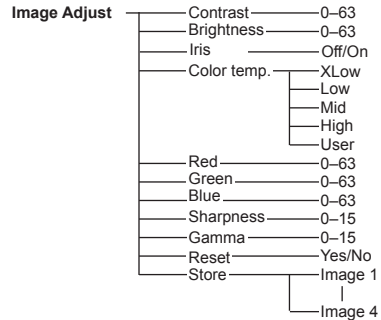 Image Adjust Contrast 0–63
Brightness 0–63
Iris Off/On
Color temp. XLow
Low
Mid
High
User
Red 0–63
Green 0–63
Blue 0–63
Sharpness 0–15
Gamma 0–15
Reset Yes/No
Store Image 1
Image 4